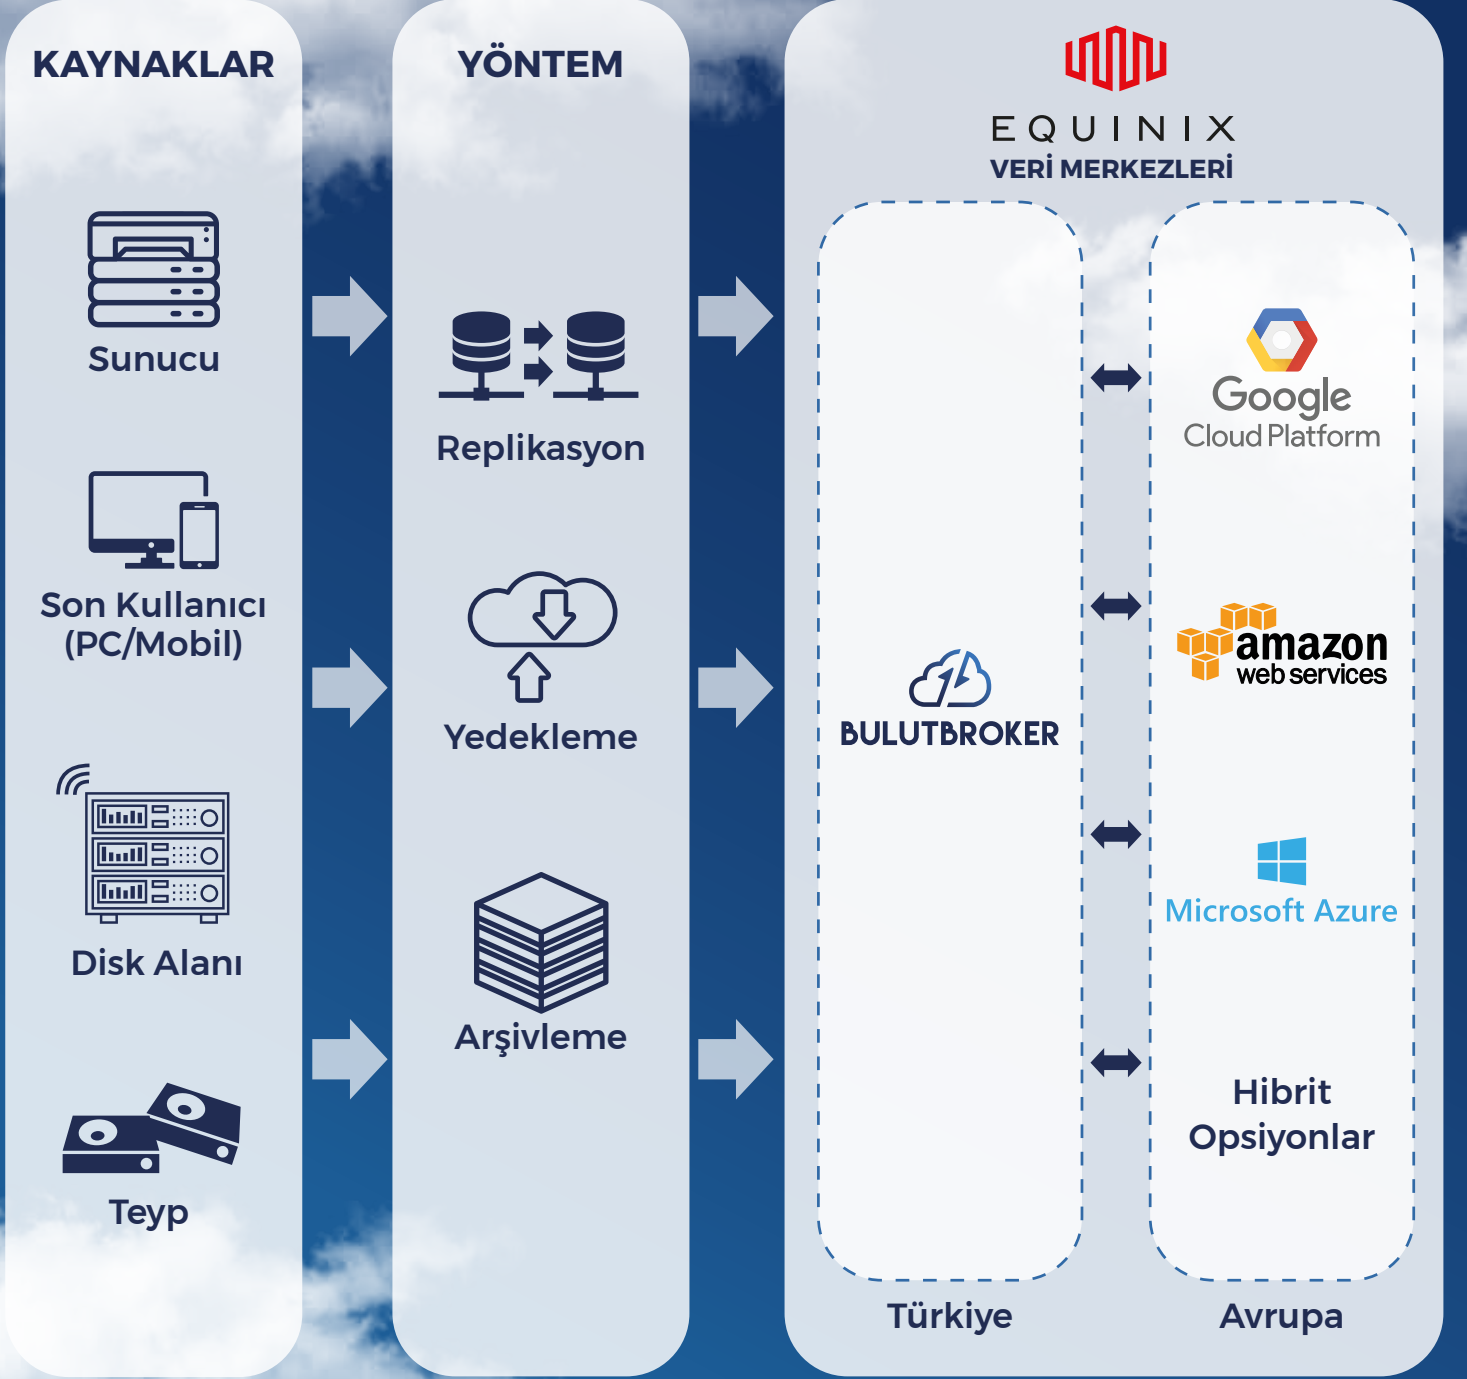 KAYNAKLAR
Sunucu
Son Kullanıcı
(PC/Mobil)
Disk Alanı
Teyp
YÖNTEM
Replikasyon
Yedekleme
Arşivleme
EQUINIX
VERİ MERKEZLERİ
BULUTBROKER
Türkiye
Google
Cloud Platform
amazon
web services
Microsoft Azure
Hibrit
Opsiyonlar
Avrupa